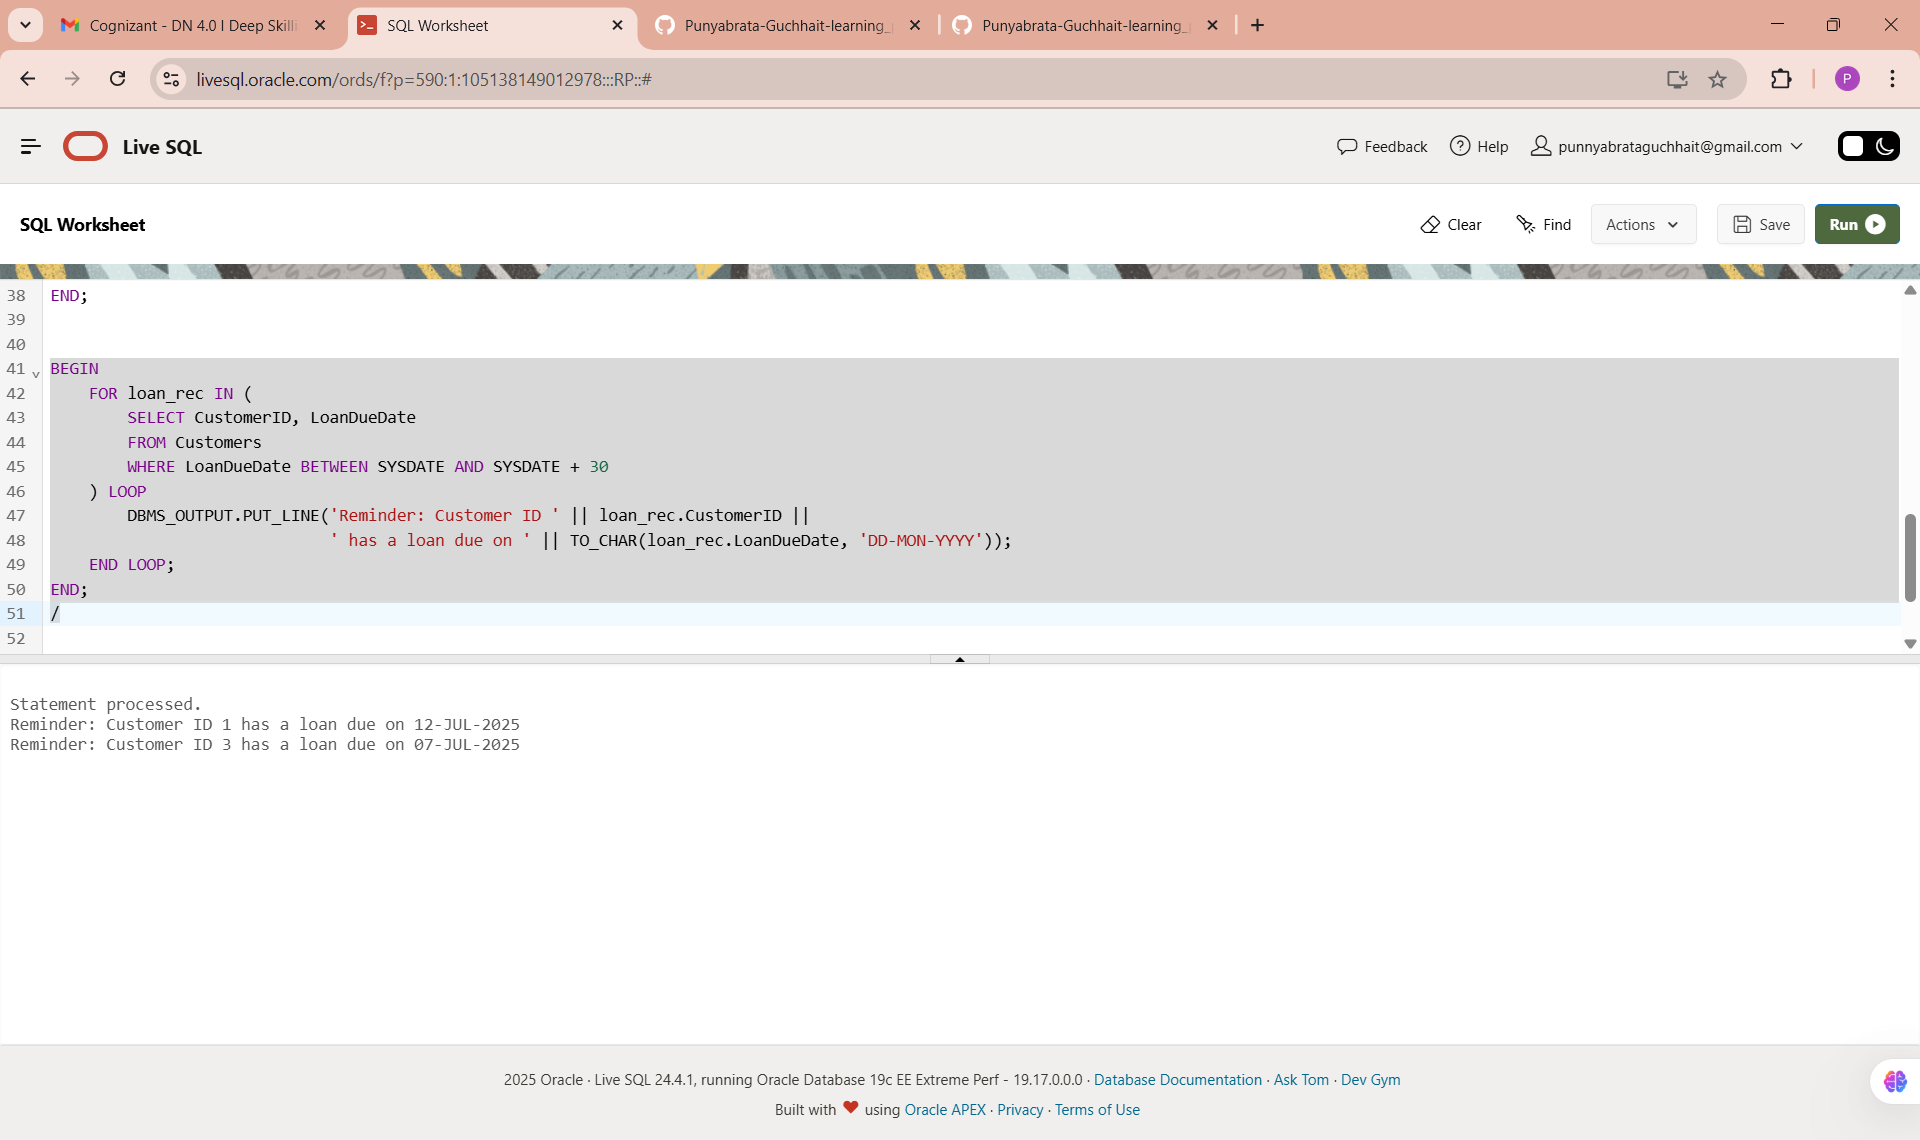 Cognizant - DN 4.0 I Deep Skilli
SQL Worksheet
Punyabrata-Guchhait-learning_
Punyabrata-Guchhait-learning_
livesql.oracle.com/ords/f?p=590:1:105138149012978:::RP::#
P
Live SQL
Feedback
Help
punnyabrataguchhait@gmail.com
SQL Worksheet
Clear
Find
Actions
Save
Run
38 END;
39
40
41 BEGIN
42 FOR loan_rec IN (
43 SELECT CustomerID, LoanDueDate
44 FROM Customers
45 WHERE LoanDueDate BETWEEN SYSDATE AND SYSDATE + 30
46 ) LOOP
47 DBMS_OUTPUT.PUT_LINE('Reminder: Customer ID ' || loan_rec.CustomerID ||
48 ' has a loan due on ' || TO_CHAR(loan_rec.LoanDueDate, 'DD-MON-YYYY'));
49 END LOOP;
50 END;
51 /
52
Statement processed.
Reminder: Customer ID 1 has a loan due on 12-JUL-2025
Reminder: Customer ID 3 has a loan due on 07-JUL-2025
2025 Oracle · Live SQL 24.4.1, running Oracle Database 19c EE Extreme Perf - 19.17.0.0.0 · Database Documentation · Ask Tom · Dev Gym
Built with ❤ using Oracle APEX · Privacy · Terms of Use